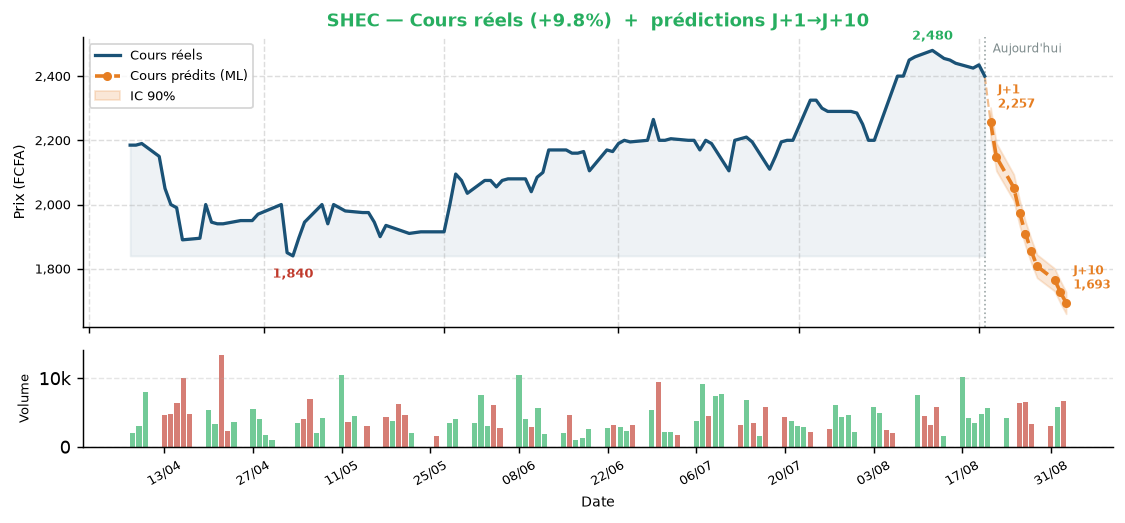 SHEC — Cours réels (+9.8%)  +  prédictions J+1→J+10
Cours réels
Cours prédits (ML)
IC 90%
2,480
Aujourd'hui
J+1
2,257
1,840
J+10
1,693
Prix (FCFA)
2,400
2,200
2,000
1,800
Volume
10k
0
13/04
27/04
11/05
25/05
08/06
22/06
06/07
20/07
03/08
17/08
31/08
Date